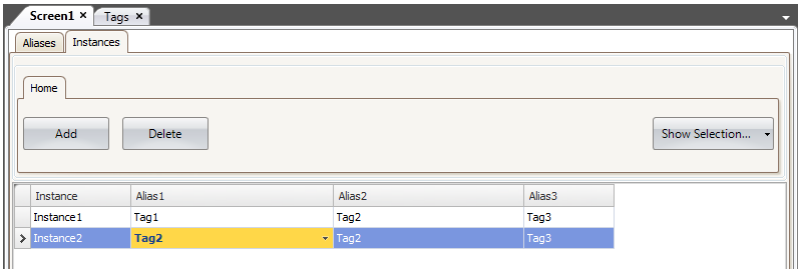 Screen1 × Tags ×
Aliases Instances
Home
Add Delete Show Selection...
Instance Alias1 Alias2 Alias3
Instance1 Tag1 Tag2 Tag3
Instance2 Tag2 Tag2 Tag3